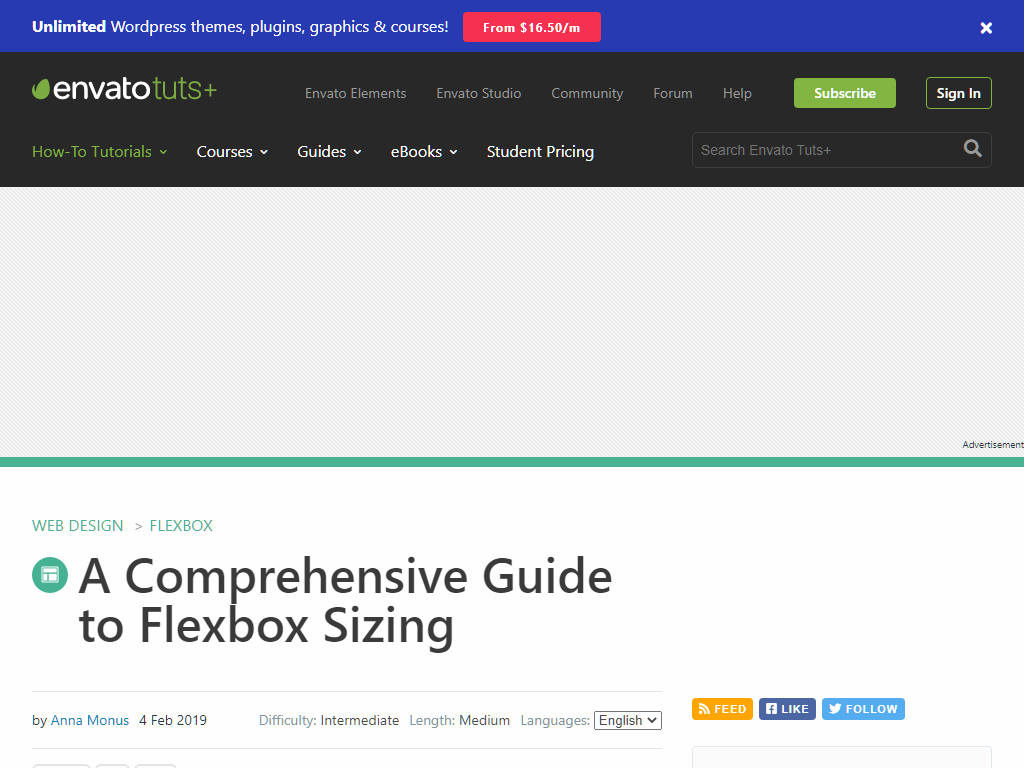 Unlimited Wordpress themes, plugins, graphics & courses! From $16.50/m
envatotuts+ Envato Elements Envato Studio Community Forum Help Subscribe Sign In
How-To Tutorials Courses Guides eBooks Student Pricing Search Envato Tuts+
Advertisement
WEB DESIGN > FLEXBOX
A Comprehensive Guide
to Flexbox Sizing
by Anna Monus 4 Feb 2019 Difficulty: Intermediate Length: Medium Languages: English
FEED LIKE FOLLOW